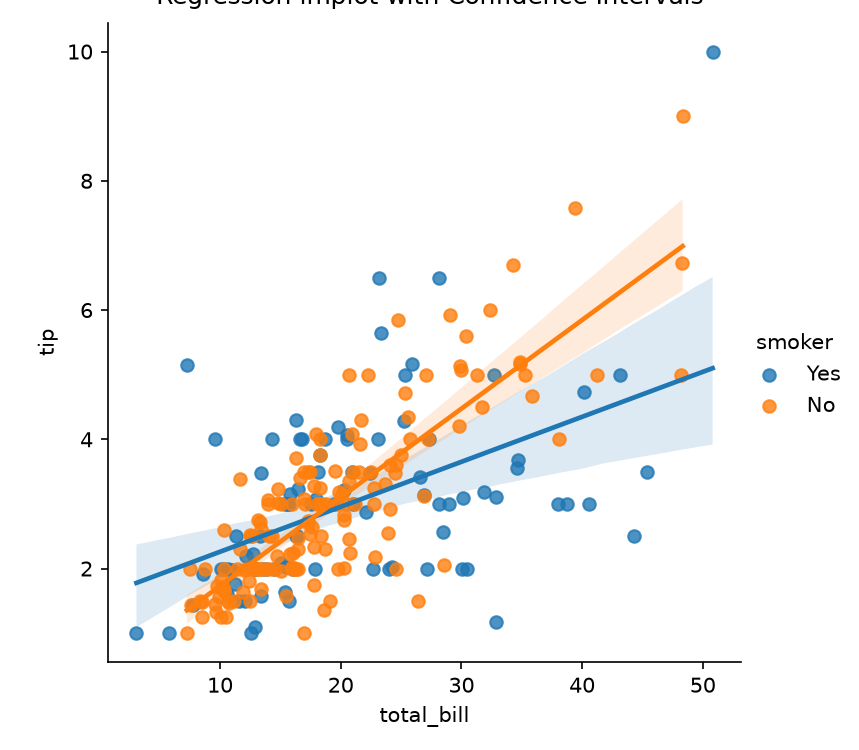 Regression lmplot with Confidence Intervals
10
8
6
4
2
tip
10 20 30 40 50
total_bill
smoker
Yes
No